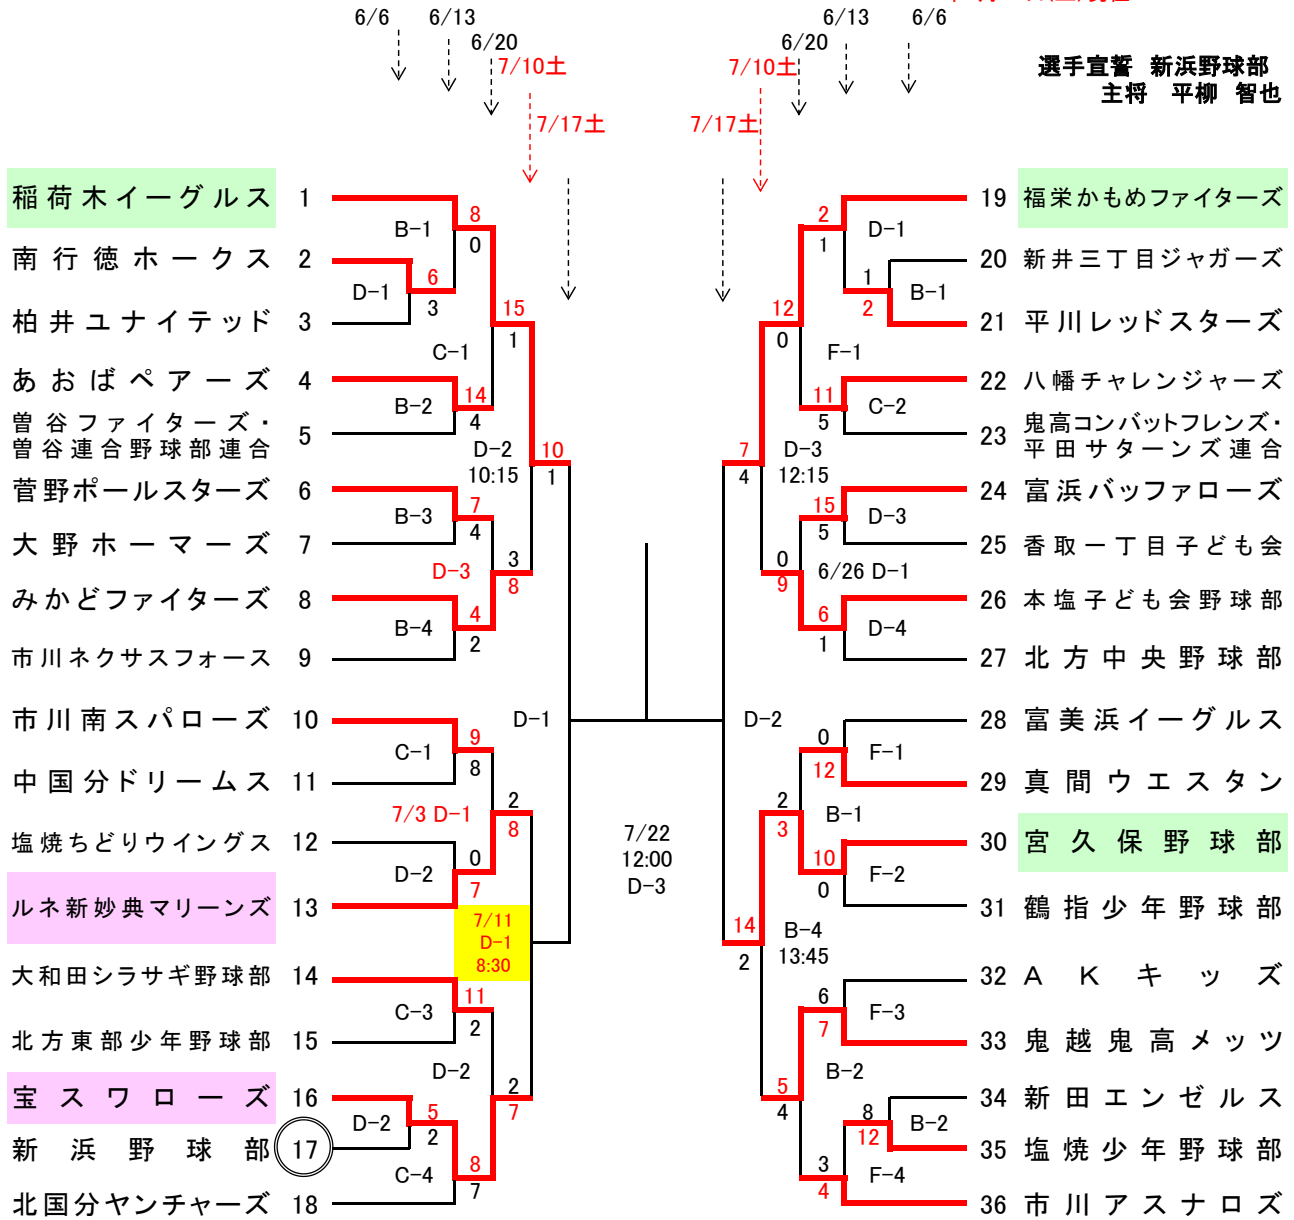 6/6 6/13 6/13 6/6
6/20 6/20
7/10土 7/10土
選手宣誓 新浜野球部
主将 平柳 智也
7/17土 7/17土
稲荷木イーグルス 1
8
B-1
0
南行徳ホークス 2
6
D-1
3
柏井ユナイテッド 3
15
1
C-1
あおばペアーズ 4
14
B-2
4
曽谷ファイターズ・
曽谷連合野球部連合 5
D-2
10:15
10
1
菅野ポールスターズ 6
7
B-3
4
大野ホーマーズ 7
3
D-3
8
みかどファイターズ 8
4
B-4
2
市川ネクサスフォース 9
市川南スパローズ 10
D-1
9
C-1
8
中国分ドリームス 11
2
7/3 D-1
8
塩焼ちどりウイングス 12
0
D-2
7
ルネ新妙典マリーンズ 13
7/11
D-1
8:30
大和田シラサギ野球部 14
11
C-3
2
北方東部少年野球部 15
D-2
2
7
宝スワローズ 16
5
D-2
2
新浜野球部 17
8
C-4
7
北国分ヤンチャーズ 18
7/22
12:00
D-3
19 福栄かもめファイターズ
2
D-1
1
20 新井三丁目ジャガーズ
1
B-1
2
21 平川レッドスターズ
12
0
F-1
22 八幡チャレンジャーズ
11
C-2
5
23 鬼高コンバットフレンズ・
平田サターンズ連合
7
4
D-3
12:15
24 富浜バッファローズ
15
D-3
5
25 香取一丁目子ども会
0
6/26 D-1
9
26 本塩子ども会野球部
6
D-4
1
27 北方中央野球部
D-2
28 富美浜イーグルス
0
F-1
12
29 真間ウエスタン
2
B-1
3
30 宮久保野球部
10
F-2
0
31 鶴指少年野球部
14
2
B-4
13:45
32 AKキッズ
6
F-3
7
33 鬼越鬼高メッツ
B-2
5
4
34 新田エンゼルス
8
B-2
12
35 塩焼少年野球部
3
F-4
4
36 市川アスナロズ